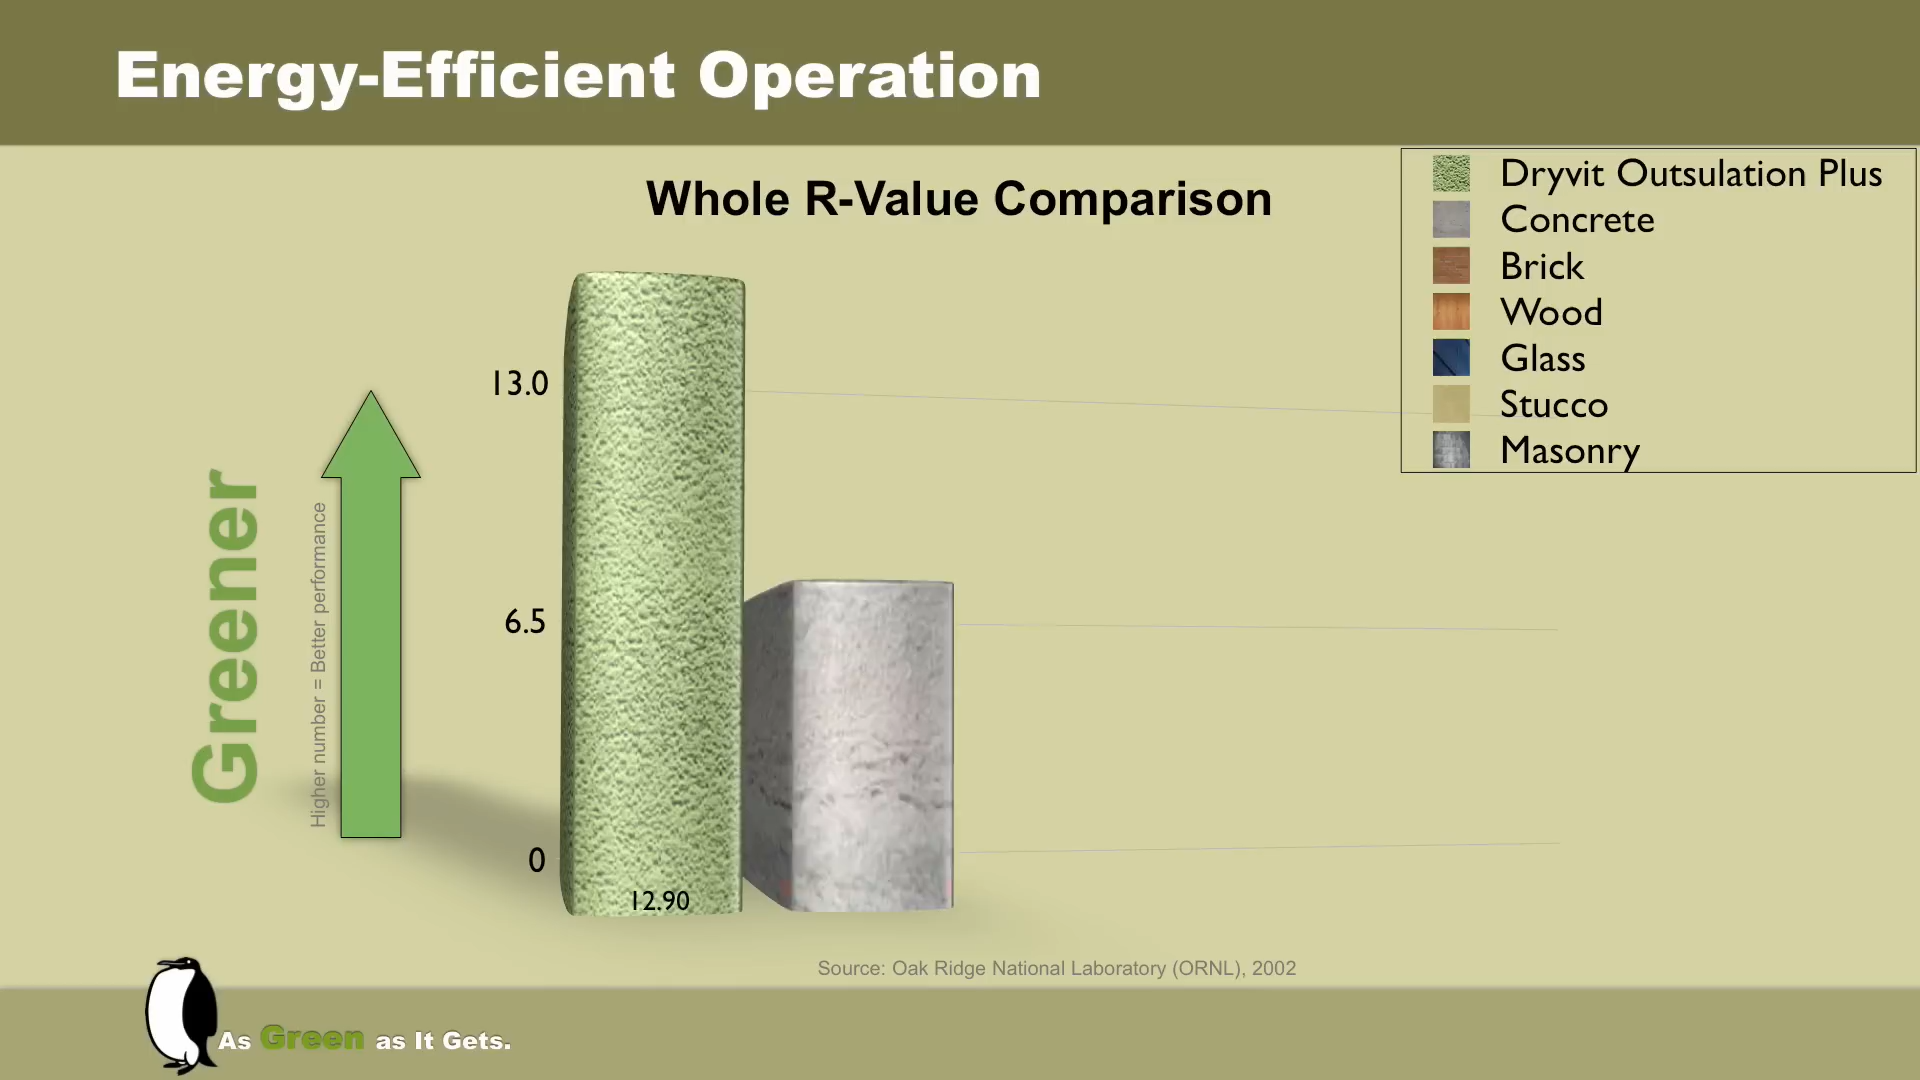 Energy-Efficient Operation
Whole R-Value Comparison
Dryvit Outsulation Plus
Concrete
Brick
Wood
Glass
Stucco
Masonry
Greener
Higher number = Better performance
13.0
6.5
0
12.90
Source: Oak Ridge National Laboratory (ORNL), 2002
As Green as It Gets.